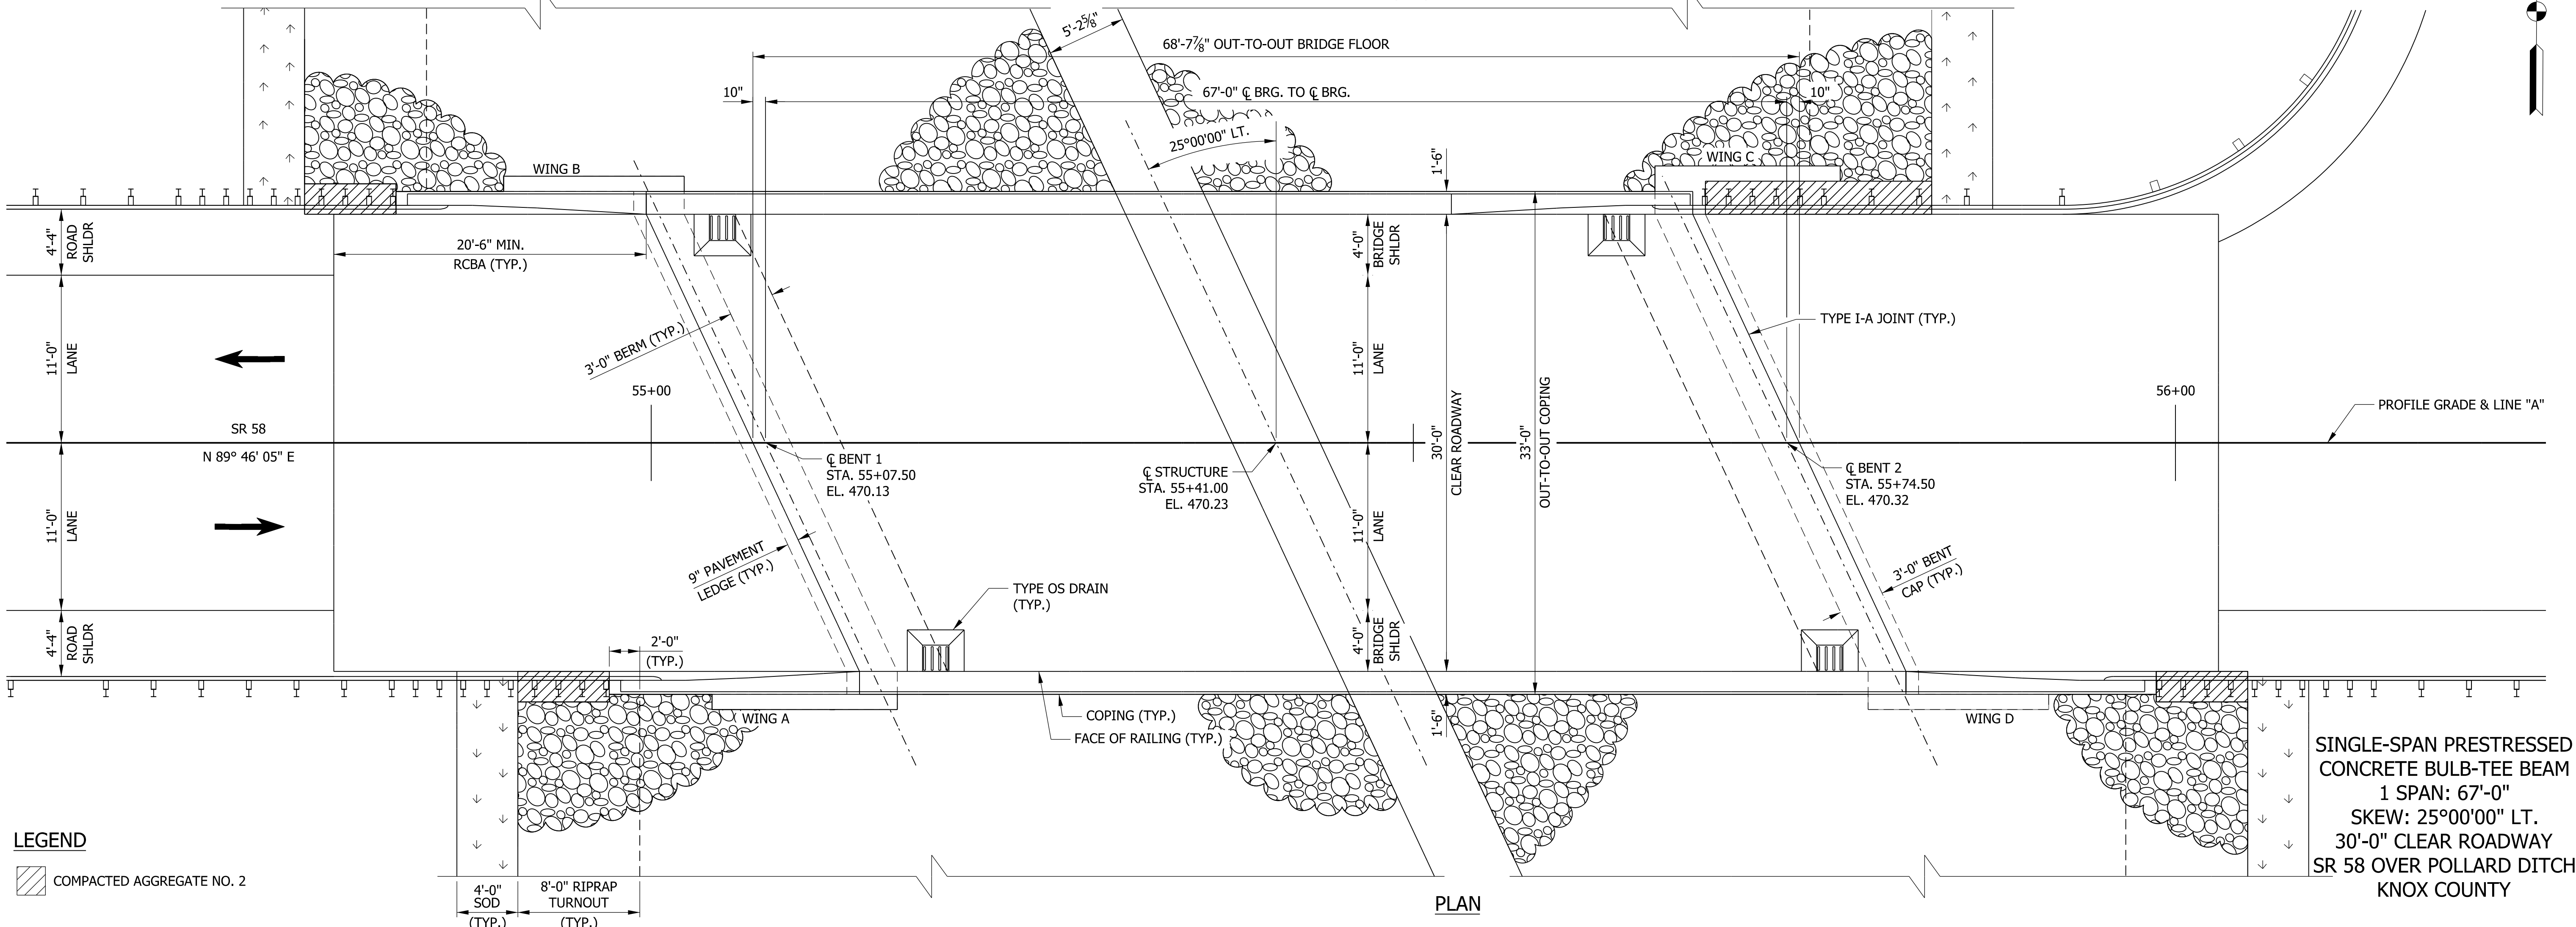 5'-2⅝"
68'-7⅞" OUT-TO-OUT BRIDGE FLOOR
10"
67'-0" ℄ BRG. TO ℄ BRG.
10"
25°00'00" LT.
WING B
1'-6"
WING C
4'-4"
ROAD
SHLDR
20'-6" MIN.
RCBA (TYP.)
4'-0"
BRIDGE
SHLDR
3'-0" BERM (TYP.)
TYPE I-A JOINT (TYP.)
11'-0"
LANE
11'-0"
LANE
55+00
56+00
CLEAR ROADWAY
30'-0"
OUT-TO-OUT COPING
33'-0"
PROFILE GRADE & LINE "A"
SR 58
N 89° 46' 05" E
℄ BENT 1
STA. 55+07.50
EL. 470.13
℄ STRUCTURE
STA. 55+41.00
EL. 470.23
℄ BENT 2
STA. 55+74.50
EL. 470.32
11'-0"
LANE
11'-0"
LANE
9" PAVEMENT
LEDGE (TYP.)
3'-0" BENT
CAP (TYP.)
TYPE OS DRAIN
(TYP.)
4'-4"
ROAD
SHLDR
2'-0"
(TYP.)
4'-0"
BRIDGE
SHLDR
WING A
COPING (TYP.)
FACE OF RAILING (TYP.)
1'-6"
WING D
SINGLE-SPAN PRESTRESSED
CONCRETE BULB-TEE BEAM
1 SPAN: 67'-0"
SKEW: 25°00'00" LT.
30'-0" CLEAR ROADWAY
SR 58 OVER POLLARD DITCH
KNOX COUNTY
LEGEND
COMPACTED AGGREGATE NO. 2
4'-0"
SOD
(TYP.)
8'-0" RIPRAP
TURNOUT
(TYP.)
PLAN